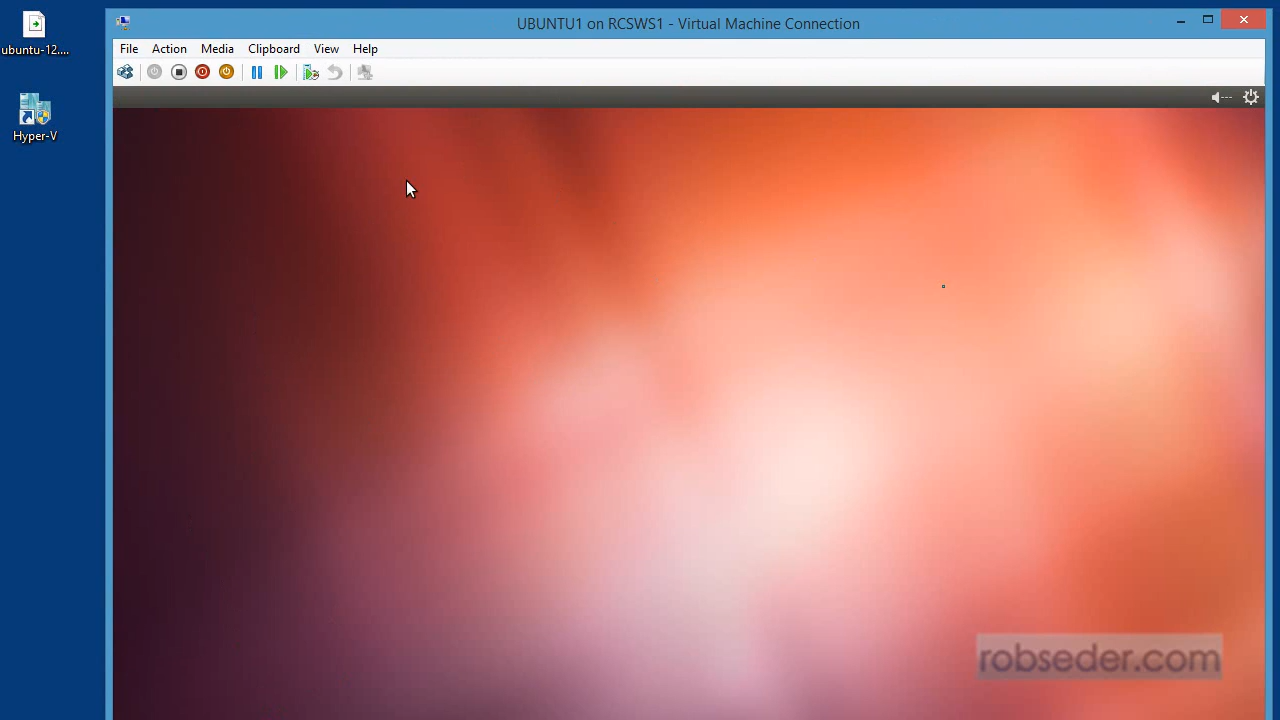 UBUNTU1 on RCSWS1 - Virtual Machine Connection
File Action Media Clipboard View Help
ubuntu-12....
Hyper-V
robseder.com